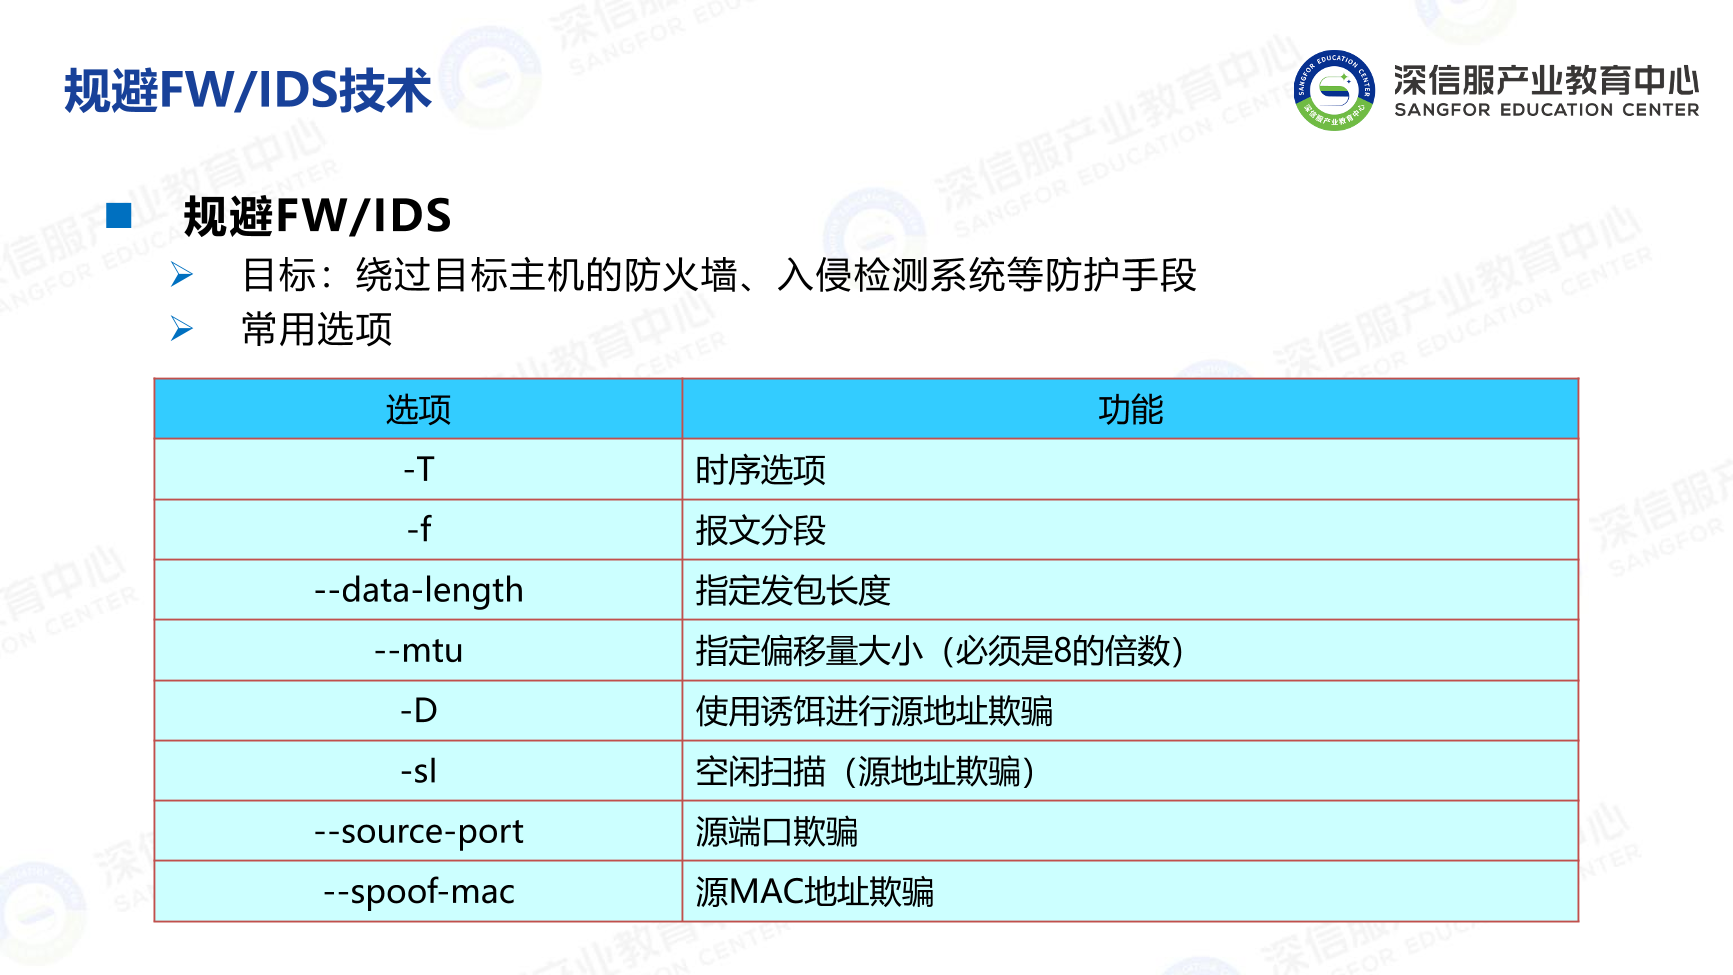 规避FW/IDS技术
深信服产业教育中心
SANGFOR EDUCATION CENTER
规避FW/IDS
目标：绕过目标主机的防火墙、入侵检测系统等防护手段
常用选项
选项 功能
-T 时序选项
-f 报文分段
--data-length 指定发包长度
--mtu 指定偏移量大小（必须是8的倍数）
-D 使用诱饵进行源地址欺骗
-sI 空闲扫描（源地址欺骗）
--source-port 源端口欺骗
--spoof-mac 源MAC地址欺骗